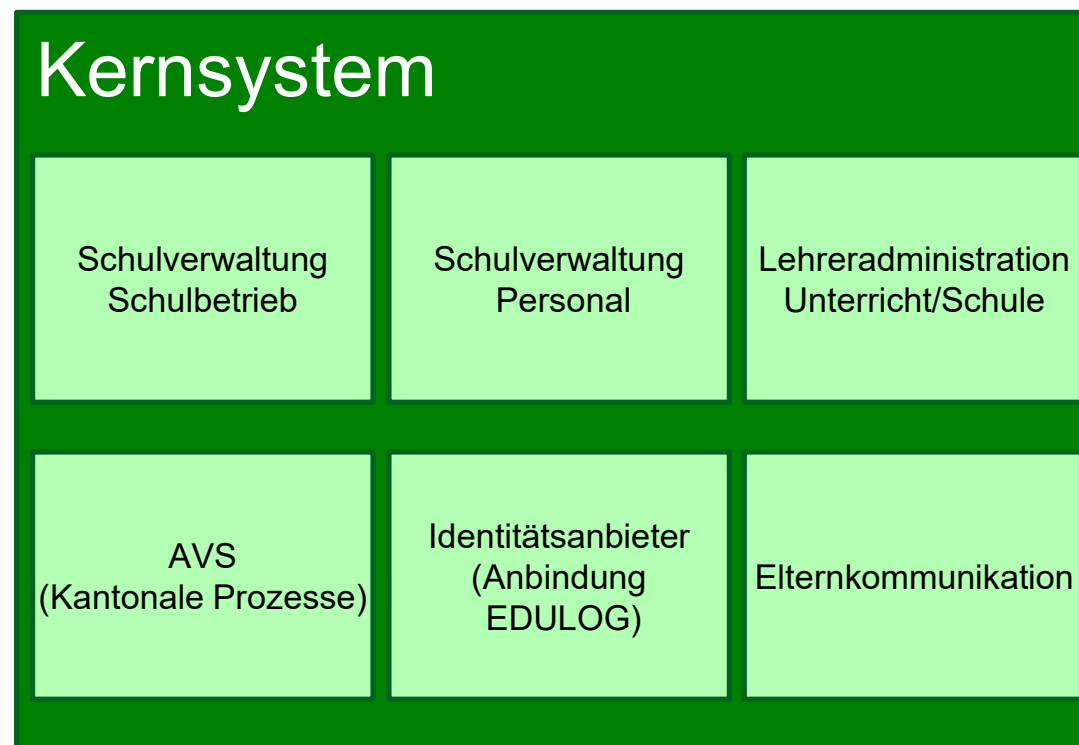 Kernsystem
Schulverwaltung
Schulbetrieb
Schulverwaltung
Personal
Lehreradministration
Unterricht/Schule
AVS
(Kantonale Prozesse)
Identitätsanbieter
(Anbindung
EDULOG)
Elternkommunikation